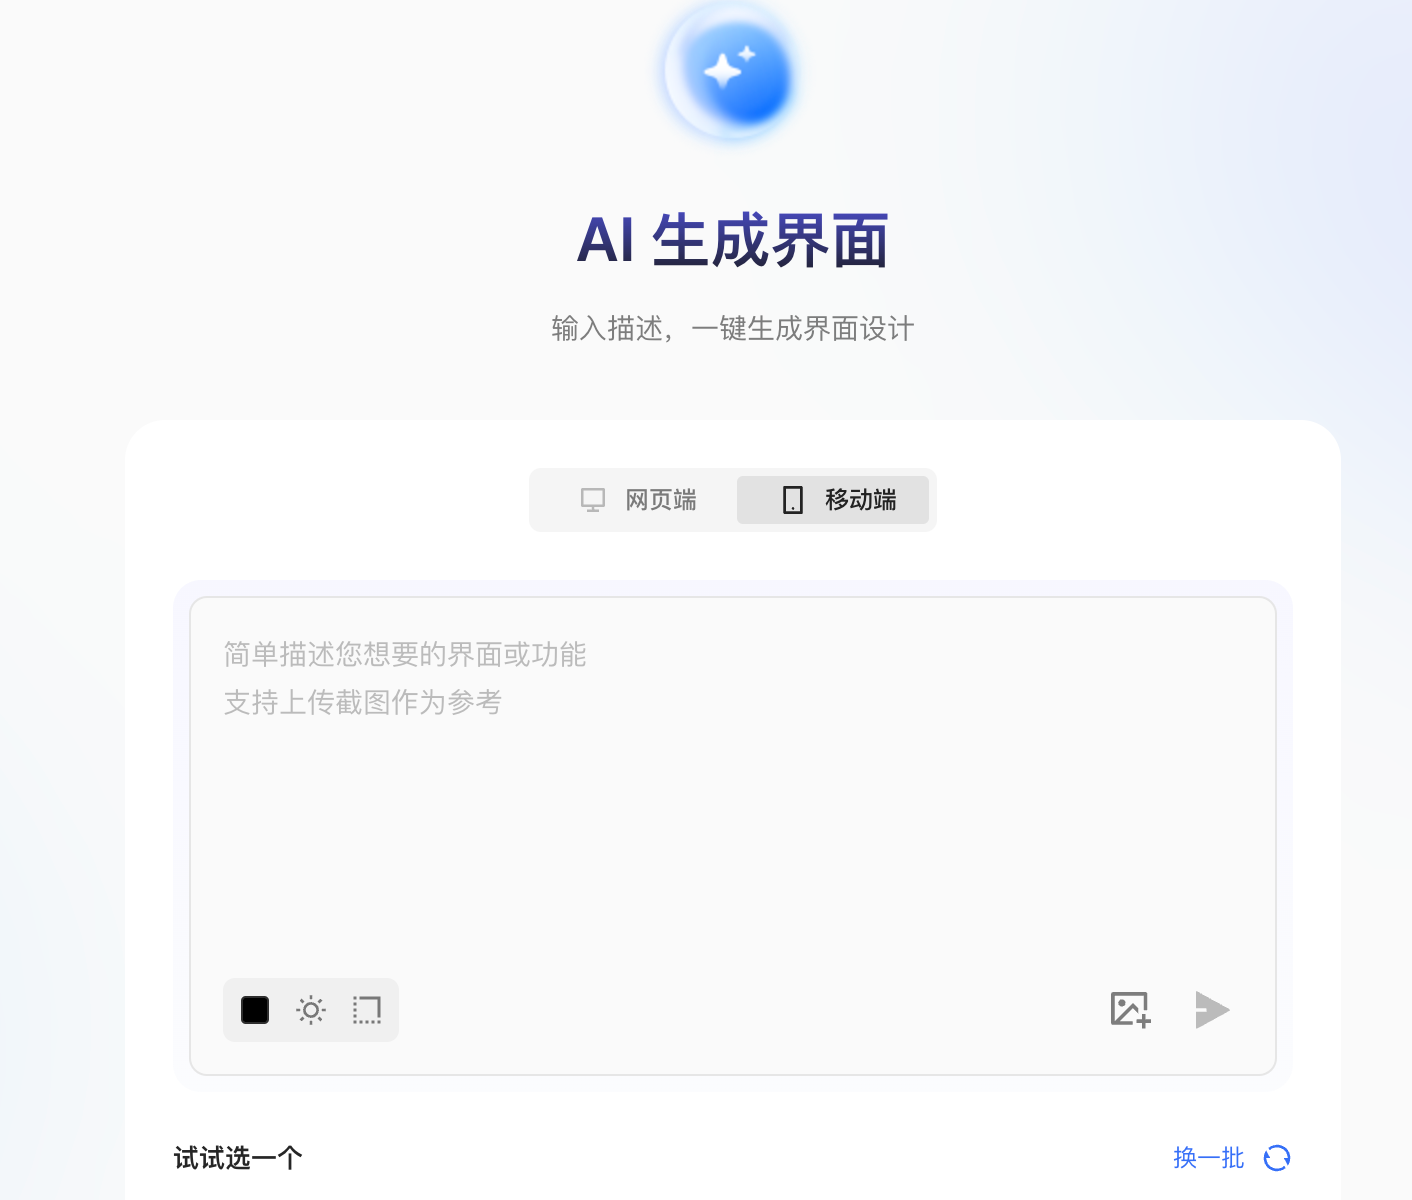 AI 生成界面
输入描述，一键生成界面设计
网页端 移动端
简单描述您想要的界面或功能
支持上传截图作为参考
试试选一个 换一批